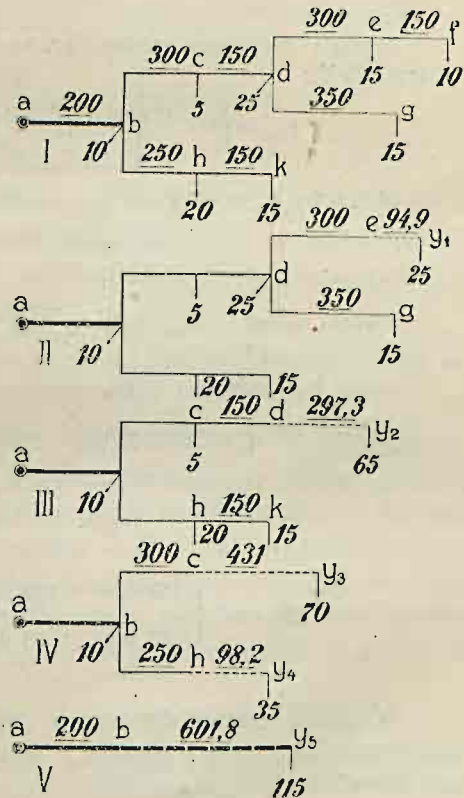 300 e 150 f
300 c 150 d 15 10
a 200 5 25 350 g
I 10 b 250 h 150 k 15
20 15
300 e 94,9 y₁
a 5 25 d 350 25
II 10 g
15
20 15
c 150 d 297,3 y₂
a 5 65
III 10 h 150 k
20 15
300 c 431 y₃
a b 70
IV 10 250 h 98,2 y₄
35
a 200 b 601,8 y₅
V 115